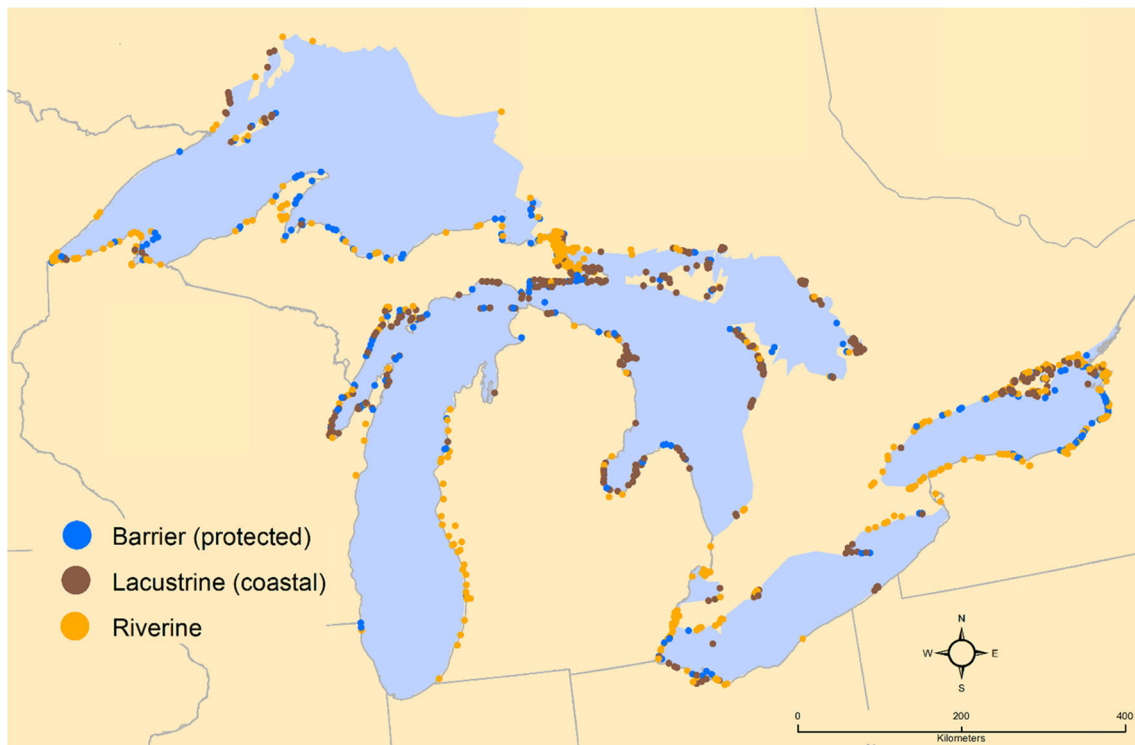 Barrier (protected)
Lacustrine (coastal)
Riverine
N
W E
S
0 200 400
Kilometers